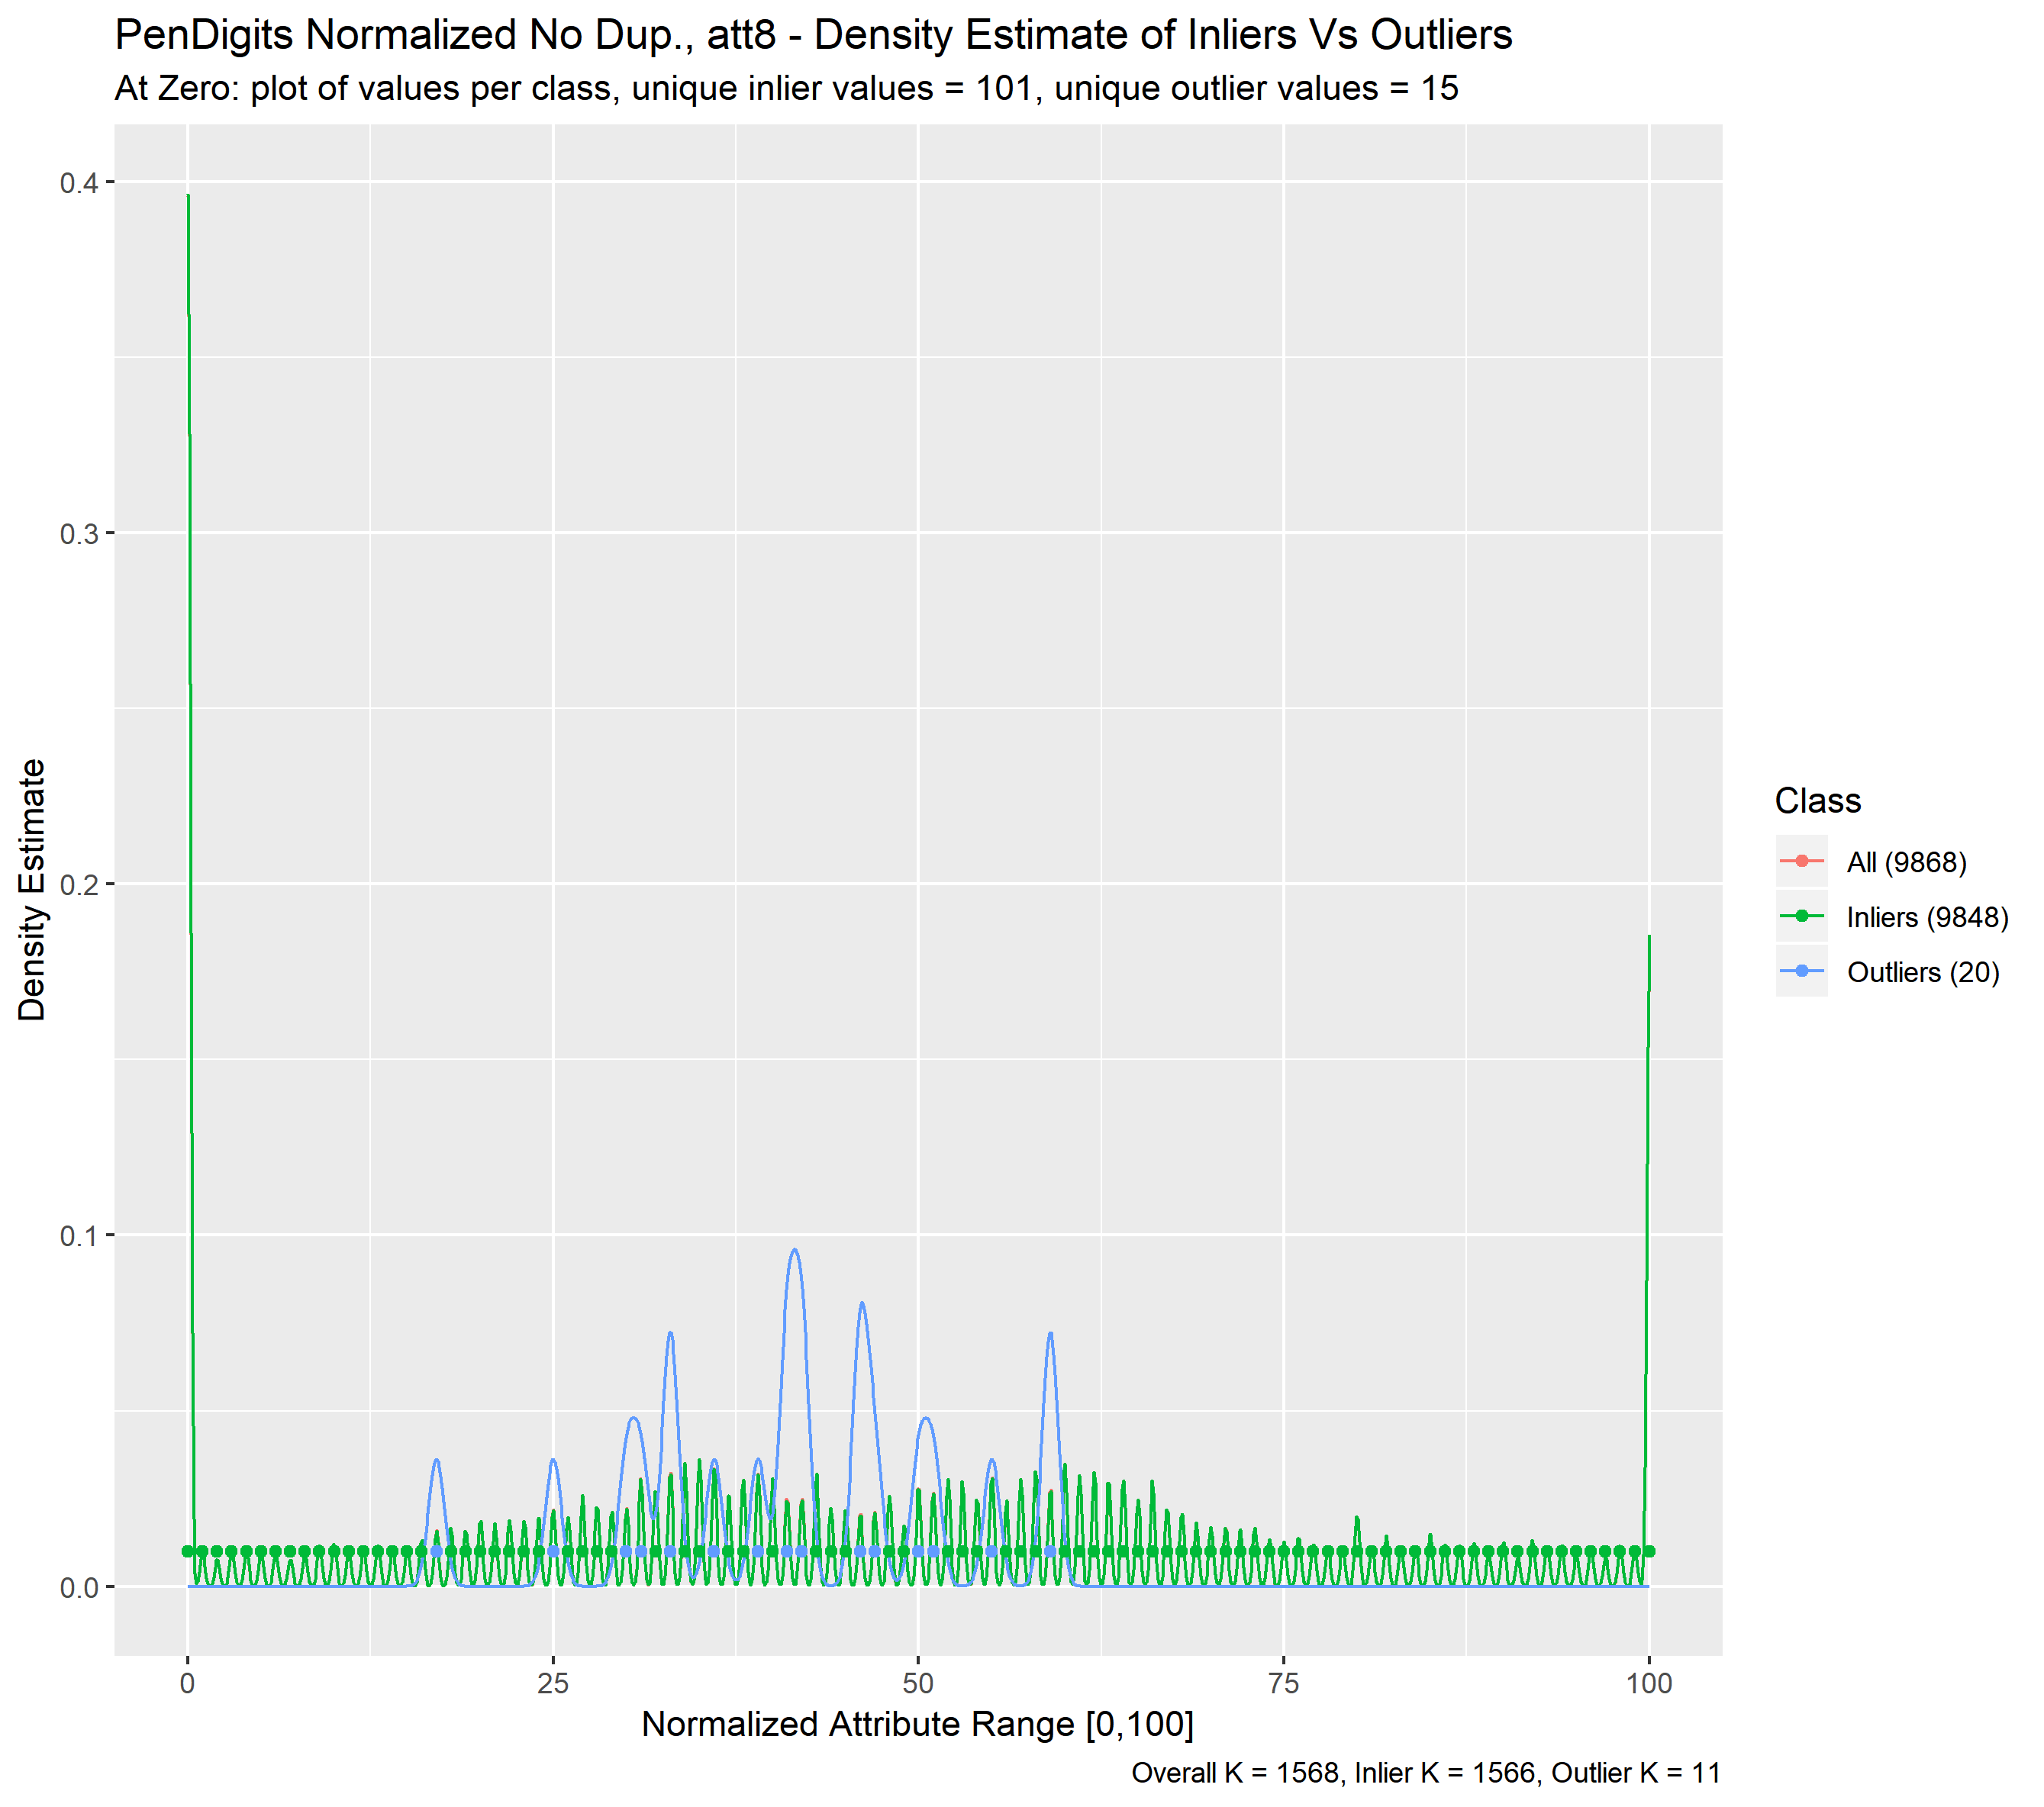 PenDigits Normalized No Dup., att8 - Density Estimate of Inliers Vs Outliers
At Zero: plot of values per class, unique inlier values = 101, unique outlier values = 15
0.4
0.3
0.2
0.1
0.0
Density Estimate
0 25 50 75 100
Normalized Attribute Range [0,100]
Class
All (9868)
Inliers (9848)
Outliers (20)
Overall K = 1568, Inlier K = 1566, Outlier K = 11